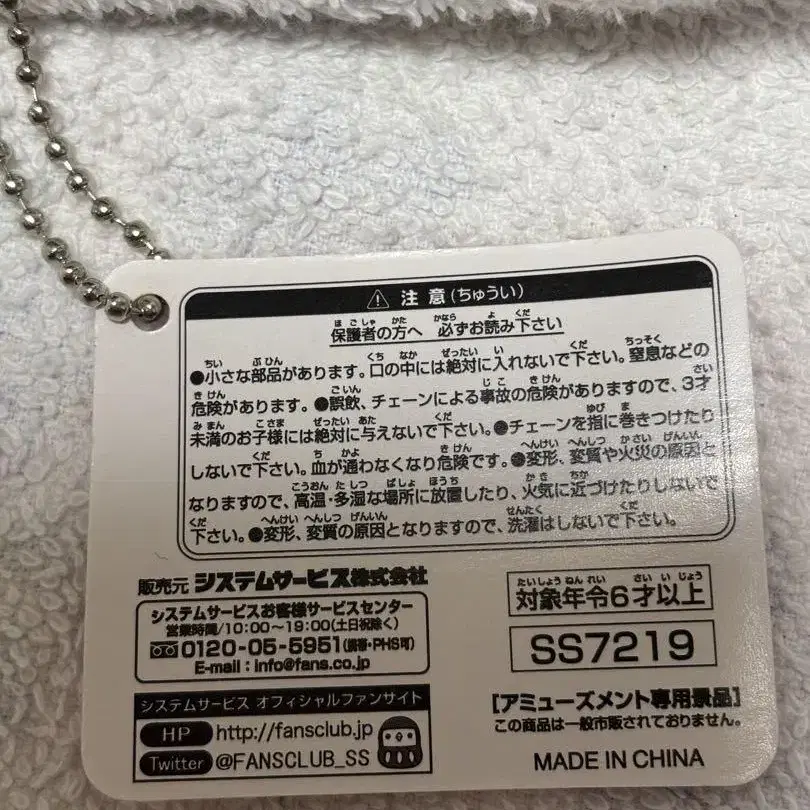 ⚠ 注意(ちゅうい)
保護者の方へ 必ずお読み下さい
●小さな部品があります。口の中には絶対に入れないで下さい。窒息などの
危険があります。●誤飲、チェーンによる事故の危険がありますので、3才
未満のお子様には絶対に与えないで下さい。●チェーンを指に巻きつけたり
しないで下さい。血が通わなくなり危険です。●変形、変質や火災の原因と
なりますので、高温・多湿な場所に放置したり、火気に近づけたりしないで
下さい。●変形、変質の原因となりますので、洗濯はしないで下さい。
販売元 システムサービス株式会社
システムサービスお客様サービスセンター
営業時間/10:00~19:00(土日祝除く)
0120-05-5951(携帯・PHS可)
E-mail : info@fans.co.jp
システムサービス オフィシャルファンサイト
HP http://fansclub.jp
Twitter @FANSCLUB_SS
たいしょうねんれい さいいじょう
対象年令6才以上
SS7219
[アミューズメント専用景品]
この商品は一般市販されておりません。
MADE IN CHINA